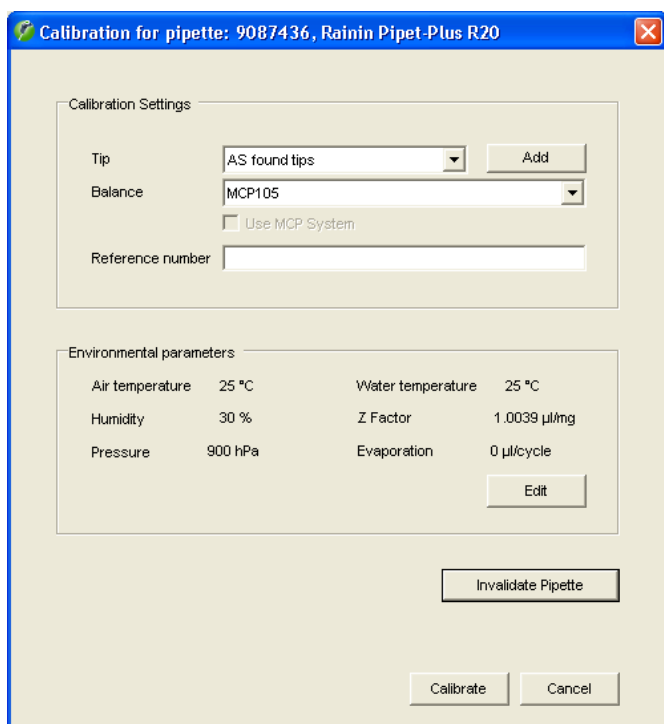 Calibration for pipette: 9087436, Rainin Pipet-Plus R20
Calibration Settings
Tip AS found tips Add
Balance MCP105
Use MCP System
Reference number
Environmental parameters
Air temperature 25 °C Water temperature 25 °C
Humidity 30 % Z Factor 1.0039 µl/mg
Pressure 900 hPa Evaporation 0 µl/cycle
Edit
Invalidate Pipette
Calibrate Cancel